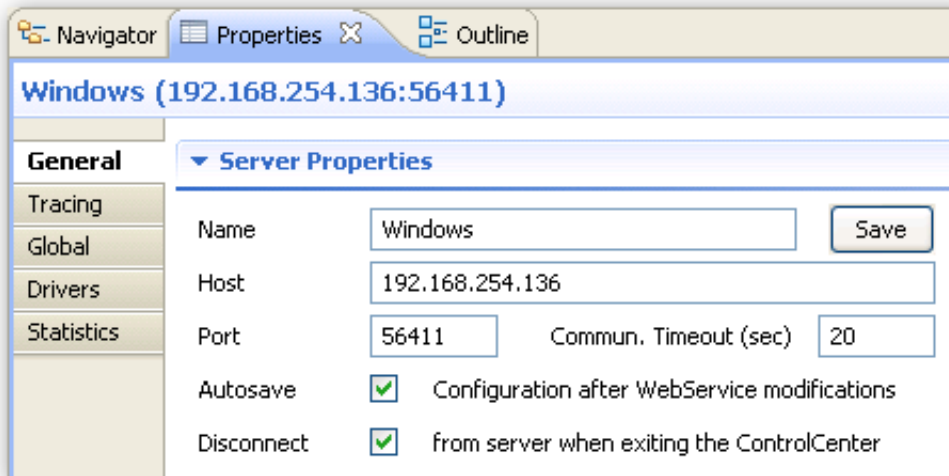 Navigator Properties Outline
Windows (192.168.254.136:56411)
General
Server Properties
Tracing
Global
Drivers
Statistics
Name Windows Save
Host 192.168.254.136
Port 56411 Commun. Timeout (sec) 20
Autosave Configuration after WebService modifications
Disconnect from server when exiting the ControlCenter